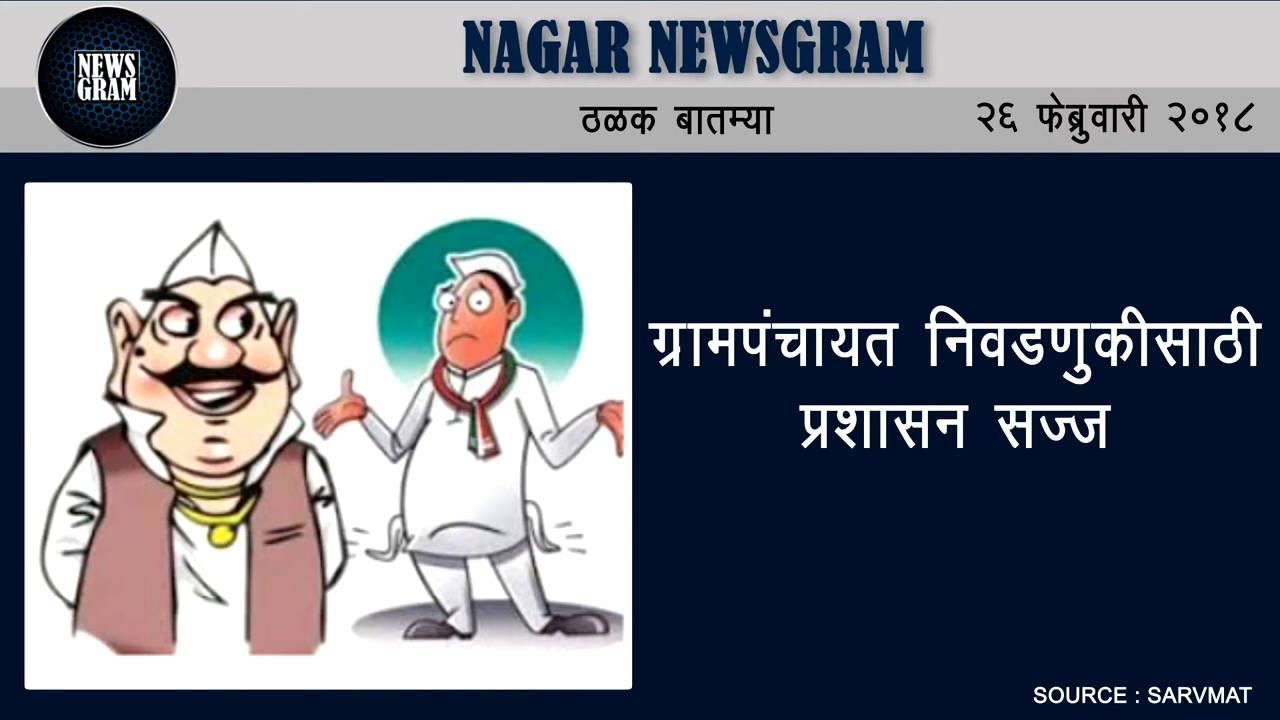 NEWS
GRAM
NAGAR NEWSGRAM
ठळक बातम्या
२६ फेब्रुवारी २०१८
ग्रामपंचायत निवडणुकीसाठी
प्रशासन सज्ज
SOURCE : SARVMAT